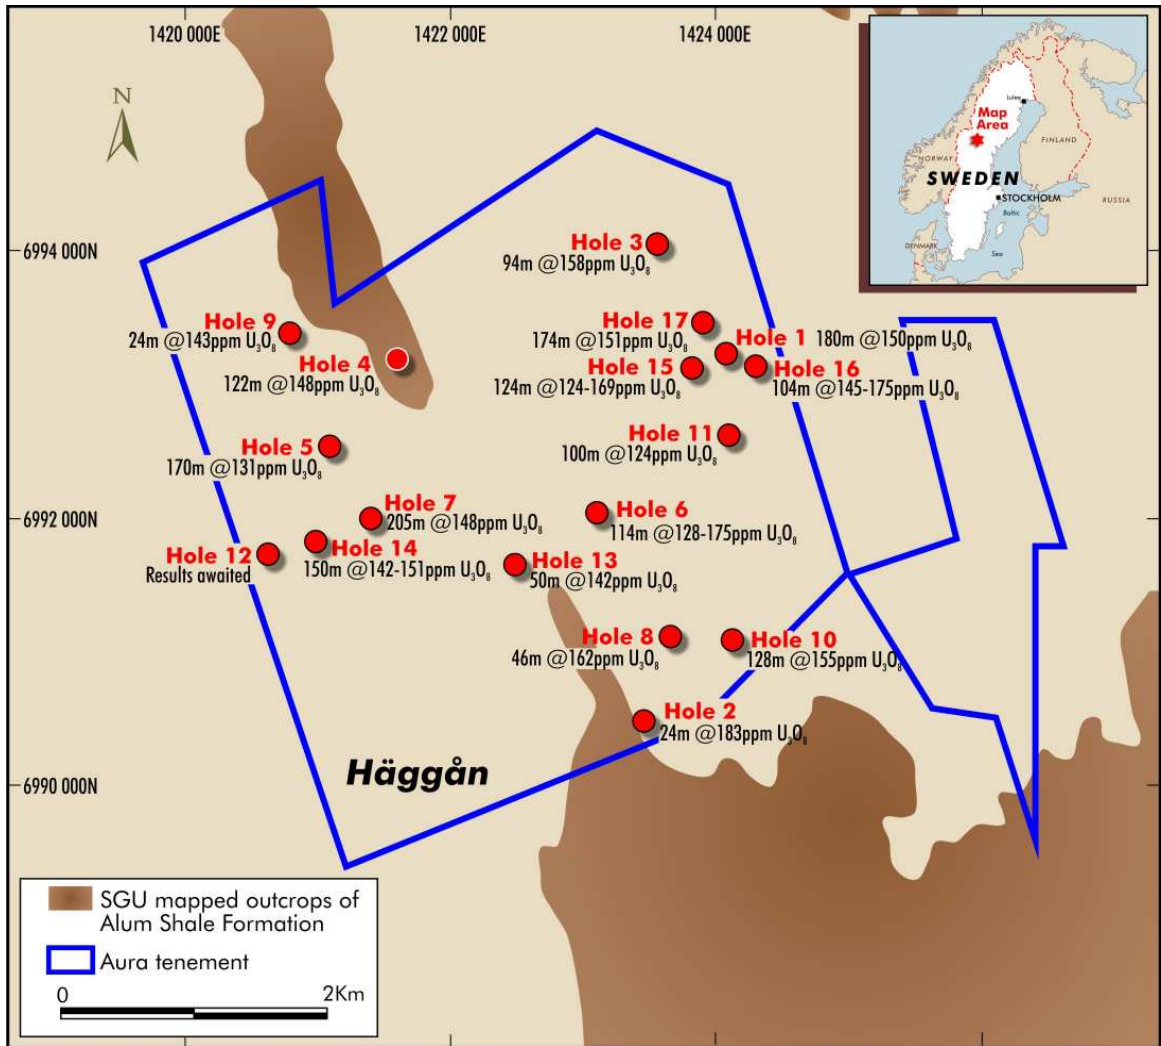 1420 000E
1422 000E
1424 000E
N
Lulea
Map
Area
NORWAY
FINLAND
SWEDEN
STOCKHOLM
RUSSIA
Baltic
Sea
DENMARK
6994 000N
6992 000N
6990 000N
Hole 3
94m @158ppm U₃O₈
Hole 9
24m @143ppm U₃O₈
Hole 4
122m @148ppm U₃O₈
Hole 17
174m @151ppm U₃O₈
Hole 1
180m @150ppm U₃O₈
Hole 15
124m @124-169ppm U₃O₈
Hole 16
104m @145-175ppm U₃O₈
Hole 5
170m @131ppm U₃O₈
Hole 11
100m @124ppm U₃O₈
Hole 7
205m @148ppm U₃O₈
Hole 6
114m @128-175ppm U₃O₈
Hole 12
Results awaited
Hole 14
150m @142-151ppm U₃O₈
Hole 13
50m @142ppm U₃O₈
Hole 8
46m @162ppm U₃O₈
Hole 10
128m @155ppm U₃O₈
Hole 2
24m @183ppm U₃O₈
Häggån
SGU mapped outcrops of
Alum Shale Formation
Aura tenement
0
2Km